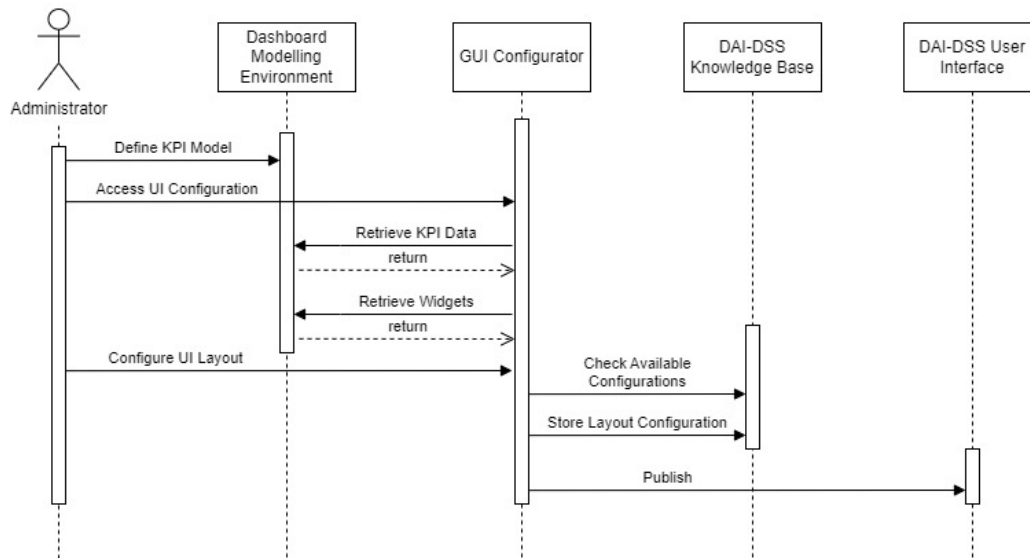 Administrator
Dashboard
Modelling
Environment
GUI Configurator
DAI-DSS
Knowledge Base
DAI-DSS User
Interface
Define KPI Model
Access UI Configuration
Retrieve KPI Data
return
Retrieve Widgets
return
Configure UI Layout
Check Available
Configurations
Store Layout Configuration
Publish